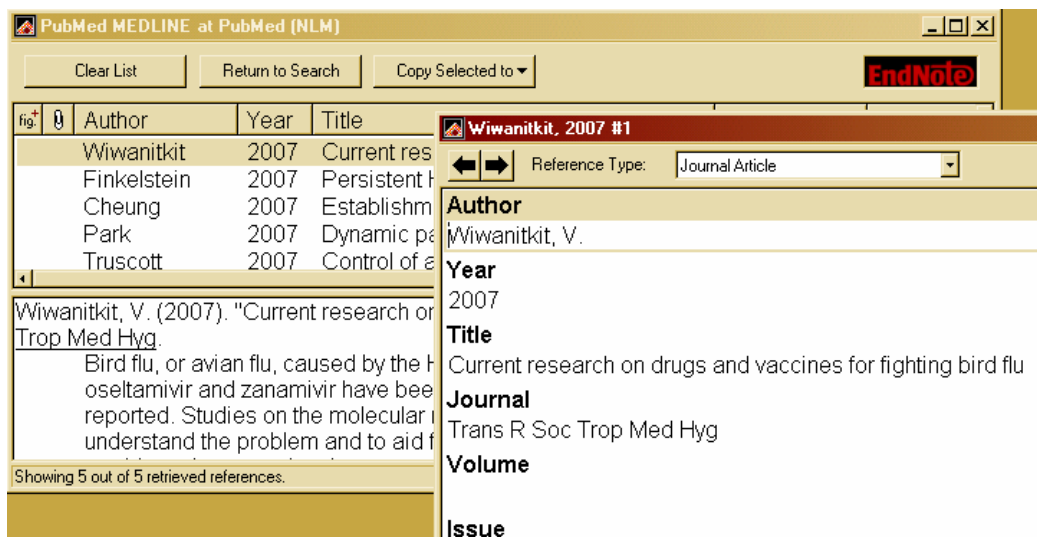 PubMed MEDLINE at PubMed (NLM)
Clear List Return to Search Copy Selected to
EndNote
fig. Author Year Title
Wiwanitkit 2007 Current res
Finkelstein 2007 Persistent
Cheung 2007 Establishm
Park 2007 Dynamic pa
Truscott 2007 Control of a
Wiwanitkit, V. (2007). "Current research or
Trop Med Hyg.
Bird flu, or avian flu, caused by the H
oseltamivir and zanamivir have bee
reported. Studies on the molecular
understand the problem and to aid f
Showing 5 out of 5 retrieved references.
Wiwanitkit, 2007 #1
Reference Type: Journal Article
Author
Wiwanitkit, V.
Year
2007
Title
Current research on drugs and vaccines for fighting bird flu
Journal
Trans R Soc Trop Med Hyg
Volume
Issue